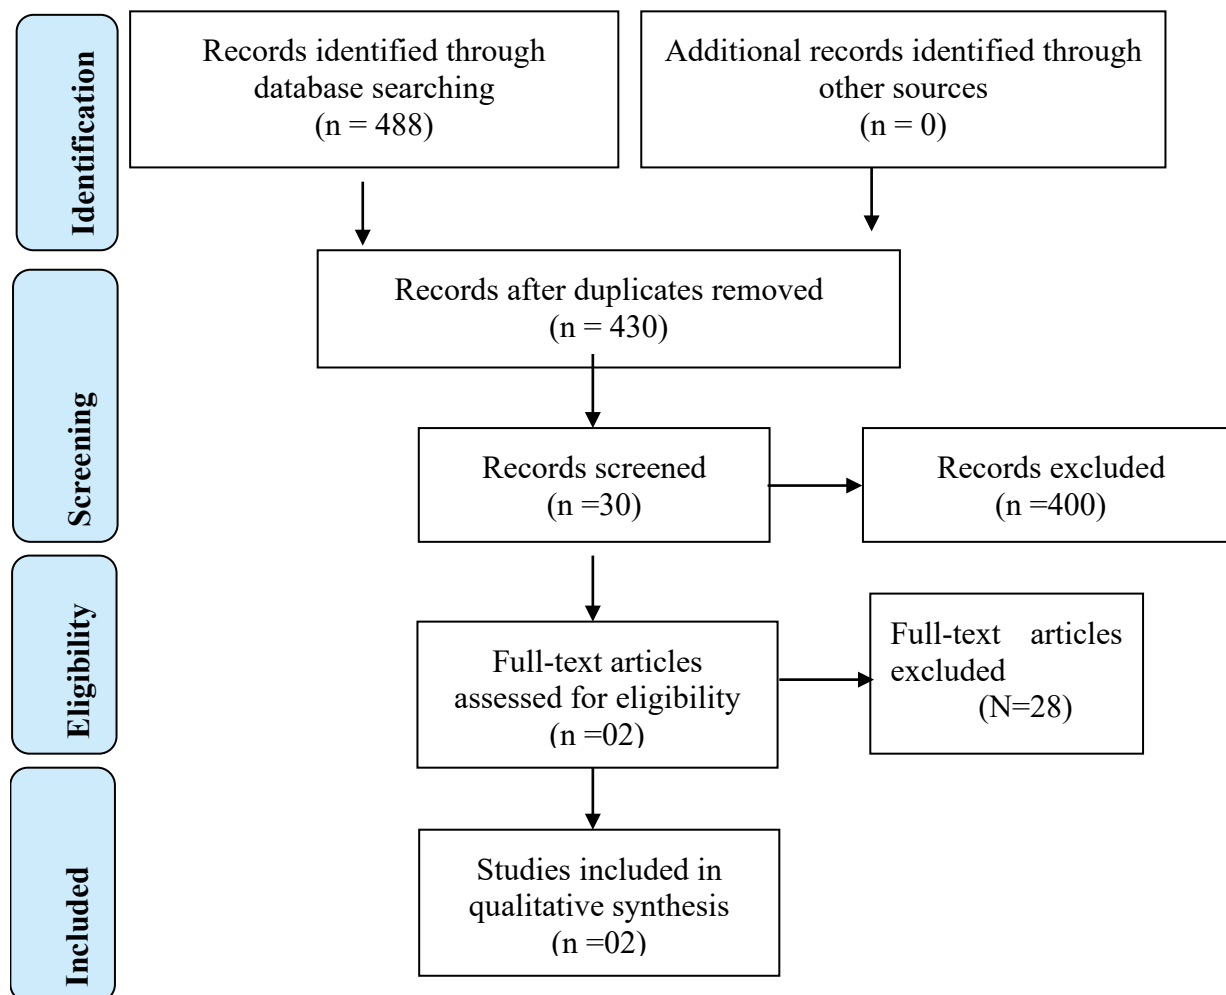 Identification
Records identified through
database searching
(n = 488)
Additional records identified through
other sources
(n = 0)
Screening
Records after duplicates removed
(n = 430)
Records screened
(n =30)
Records excluded
(n =400)
Eligibility
Full-text articles
assessed for eligibility
(n =02)
Full-text articles
excluded
(N=28)
Included
Studies included in
qualitative synthesis
(n =02)